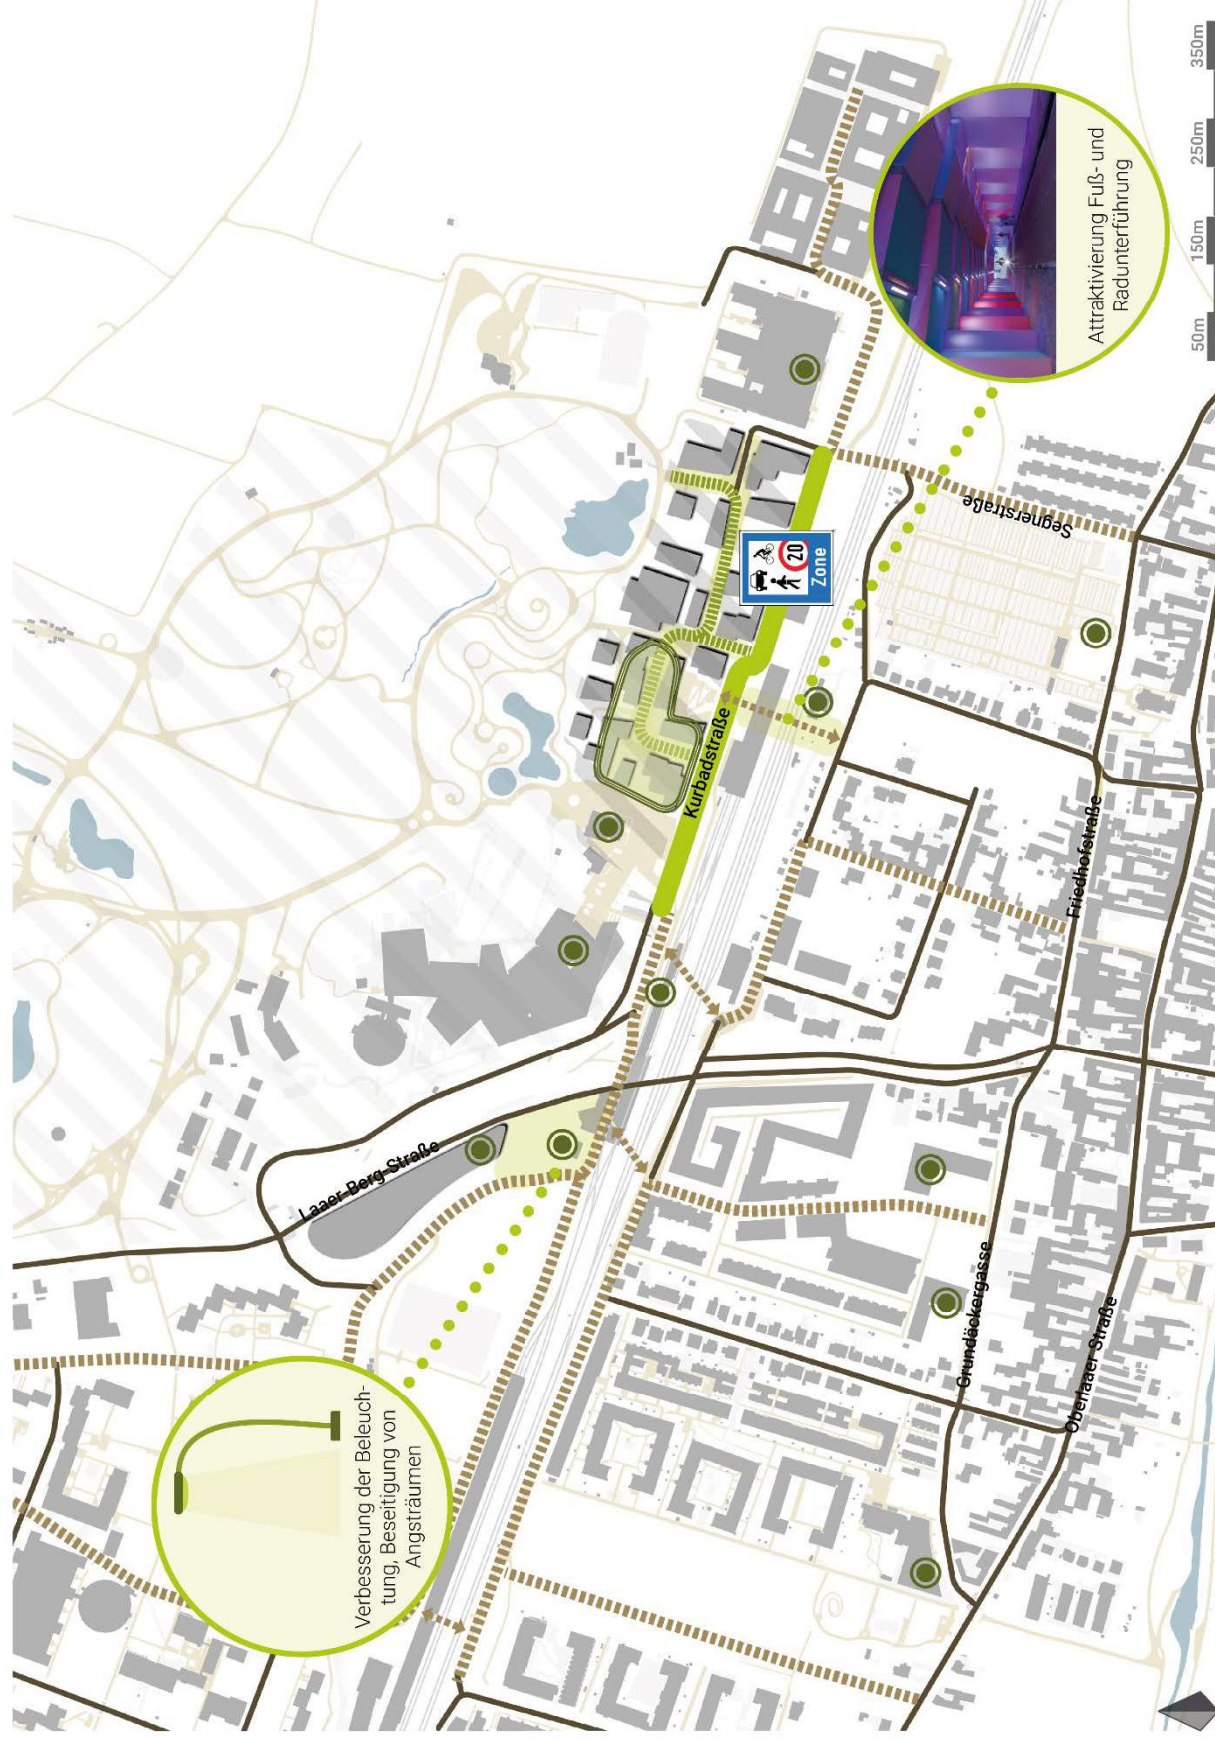 Verbesserung der Beleuch-
tung, Beseitigung von
Angsträumen
Laaer-Berg-Straße
Kurbadstraße
20
Zone
Segnerstraße
Friedhofstraße
Grundäckergasse
Oberlaaer Straße
Attraktivierung Fuß- und
Radunterführung
50m
150m
250m
350m